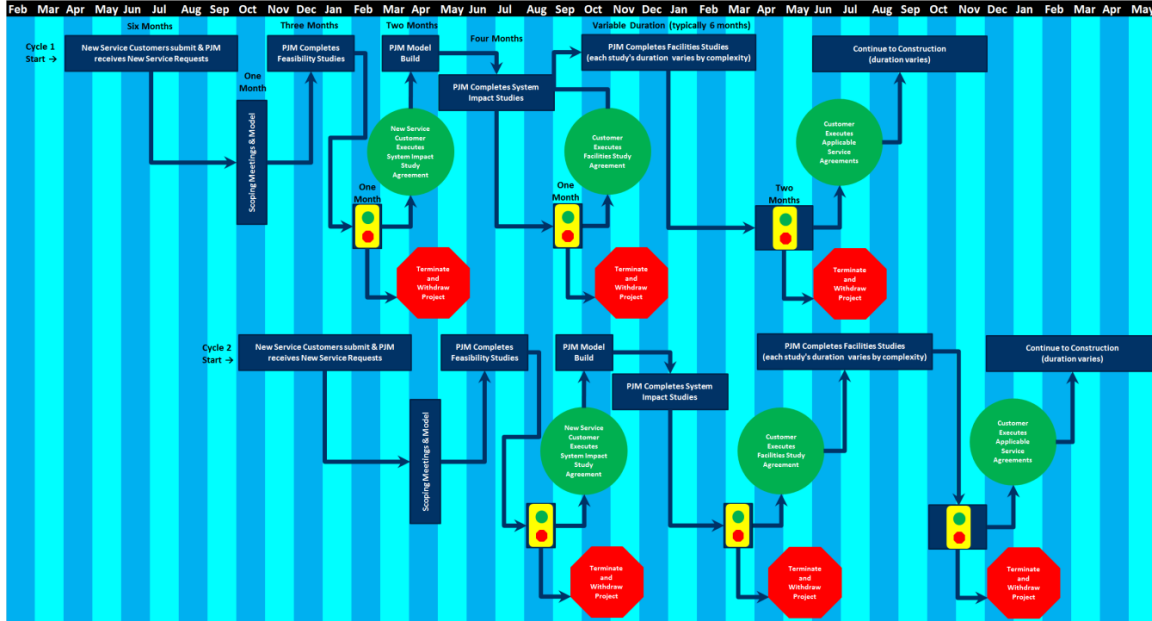 Feb Mar Apr May Jun Jul Aug Sep Oct Nov Dec Jan Feb Mar Apr May Jun Jul Aug Sep Oct Nov Dec Jan Feb Mar Apr May Jun Jul Aug Sep Oct Nov Dec Jan Feb Mar Apr May
Six Months
Three Months
Two Months
Four Months
Variable Duration (typically 6 months)
Cycle 1
Start →
New Service Customers submit & PJM
receives New Service Requests
One
Month
Scoping Meetings & Model
PJM Completes
Feasibility Studies
One
Month
New Service
Customer
Executes
System Impact
Study
Agreement
Terminate
and
Withdraw
Project
PJM Model
Build
PJM Completes System
Impact Studies
One
Month
Customer
Executes
Facilities Study
Agreement
Terminate
and
Withdraw
Project
PJM Completes Facilities Studies
(each study's duration varies by complexity)
Two
Months
Customer
Executes
Applicable
Service
Agreements
Terminate
and
Withdraw
Project
Continue to Construction
(duration varies)
Cycle 2
Start →
New Service Customers submit & PJM
receives New Service Requests
Scoping Meetings & Model
PJM Completes
Feasibility Studies
New Service
Customer
Executes
System Impact
Study
Agreement
Terminate
and
Withdraw
Project
PJM Model
Build
PJM Completes System
Impact Studies
Customer
Executes
Facilities Study
Agreement
Terminate
and
Withdraw
Project
PJM Completes Facilities Studies
(each study's duration varies by complexity)
Customer
Executes
Applicable
Service
Agreements
Terminate
and
Withdraw
Project
Continue to Construction
(duration varies)